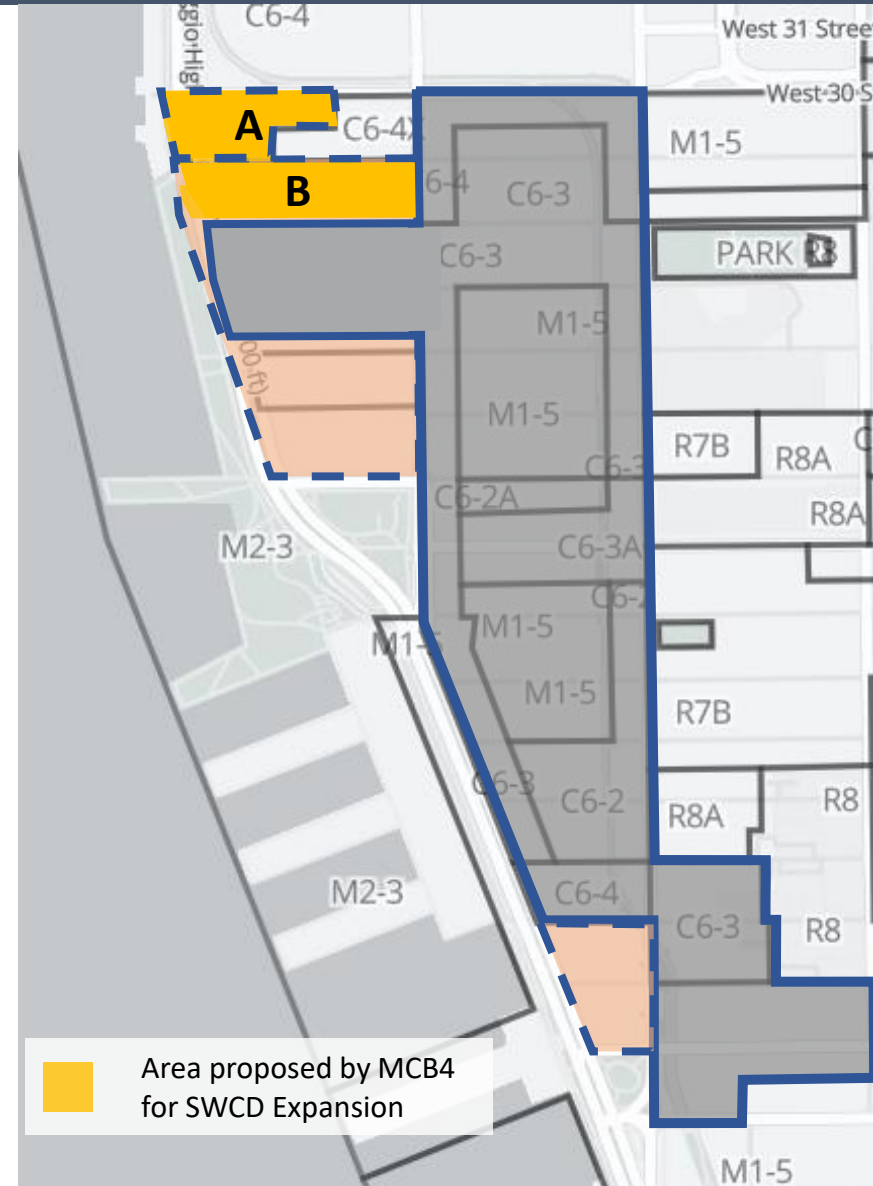 C6-4
West 31 Stree
West 30 S
A
C6-4X
M1-5
B
6-4
C6-3
C6-3
PARK R8
M1-5
00 ft)
M1-5
R7B
R8A
C
C6-3
C6-2A
R8A
M2-3
C6-3A
C6-2
M1-5
M1-5
M1-5
R7B
C6-3
C6-2
R8A
R8
M2-3
C6-4
C6-3
R8
Area proposed by MCB4
for SWCD Expansion
M1-5